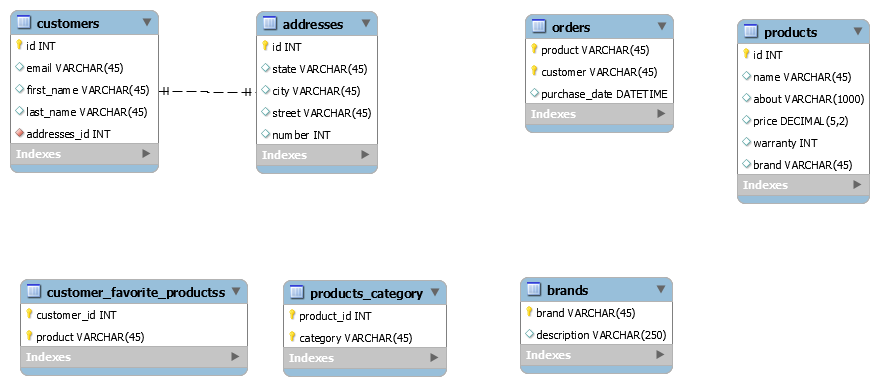 customers
id INT
email VARCHAR(45)
first_name VARCHAR(45)
last_name VARCHAR(45)
addresses_id INT
Indexes
addresses
id INT
state VARCHAR(45)
city VARCHAR(45)
street VARCHAR(45)
number INT
Indexes
orders
product VARCHAR(45)
customer VARCHAR(45)
purchase_date DATETIME
Indexes
products
id INT
name VARCHAR(45)
about VARCHAR(1000)
price DECIMAL(5,2)
warranty INT
brand VARCHAR(45)
Indexes
customer_favorite_productss
customer_id INT
product VARCHAR(45)
Indexes
products_category
product_id INT
category VARCHAR(45)
Indexes
brands
brand VARCHAR(45)
description VARCHAR(250)
Indexes